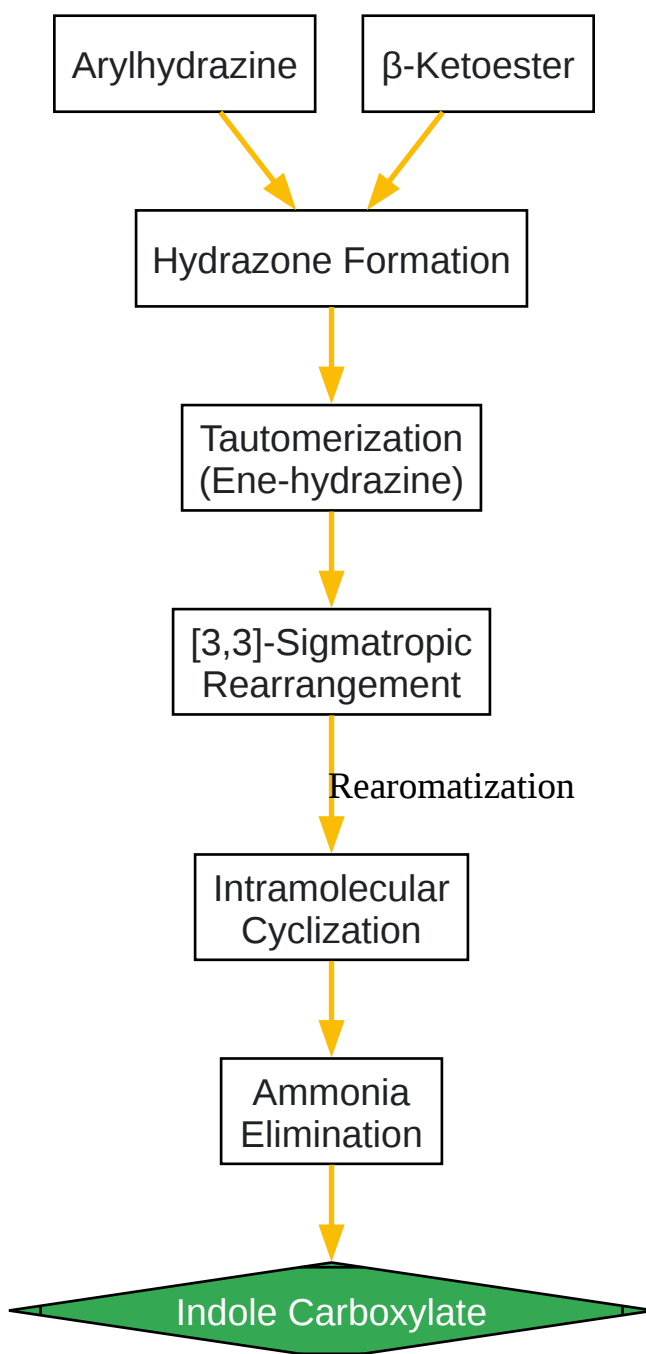 Arylhydrazine
β-Ketoester
Hydrazone Formation
Tautomerization
(Ene-hydrazine)
[3,3]-Sigmatropic
Rearrangement
Rearomatization
Intramolecular
Cyclization
Ammonia
Elimination
Indole Carboxylate